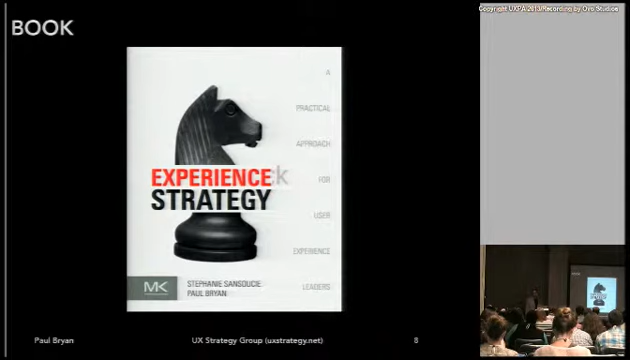 BOOK
Copyright UXPA 2013/Recording by Ovo Studios
A
PRACTICAL
APPROACH
FOR
USER
EXPERIENCE
LEADERS
EXPERIENCE
STRATEGY
MK
STEPHANIE SANSOUCIE
PAUL BRYAN
Paul Bryan
UX Strategy Group (uxstrategy.net)
8